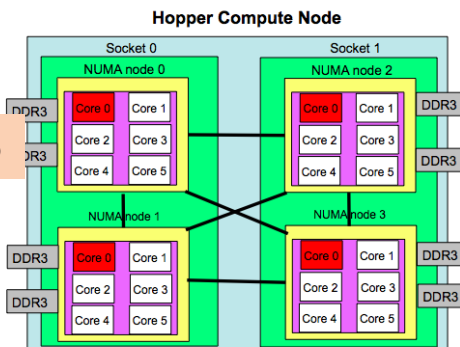 Hopper Compute Node
Socket 0
Socket 1
NUMA node 0
NUMA node 2
DDR3
Core 0
Core 1
Core 0
Core 1
DDR3
Core 2
Core 3
Core 2
Core 3
DR3
Core 4
Core 5
Core 4
Core 5
DDR3
NUMA node 1
NUMA node 3
DDR3
Core 0
Core 1
Core 0
Core 1
DDR3
DDR3
Core 2
Core 3
Core 2
Core 3
DDR3
Core 4
Core 5
Core 4
Core 5